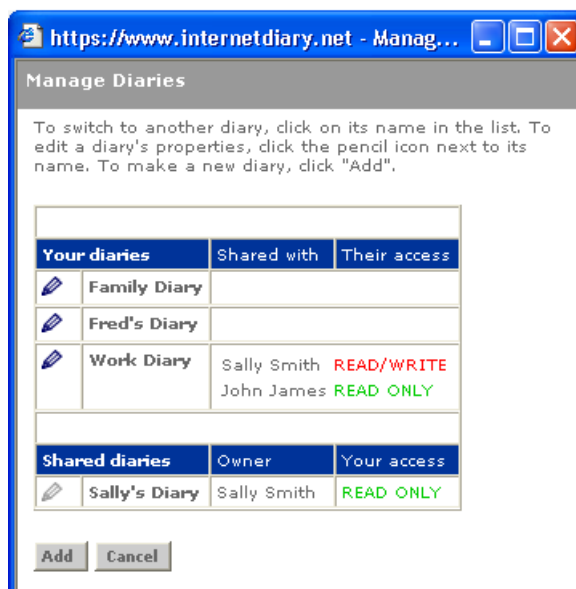 https://www.internetdiary.net - Manag...
Manage Diaries
To switch to another diary, click on its name in the list. To
edit a diary's properties, click the pencil icon next to its
name. To make a new diary, click "Add".
Your diaries Shared with Their access
Family Diary
Fred's Diary
Work Diary Sally Smith READ/WRITE
John James READ ONLY
Shared diaries Owner Your access
Sally's Diary Sally Smith READ ONLY
Add Cancel